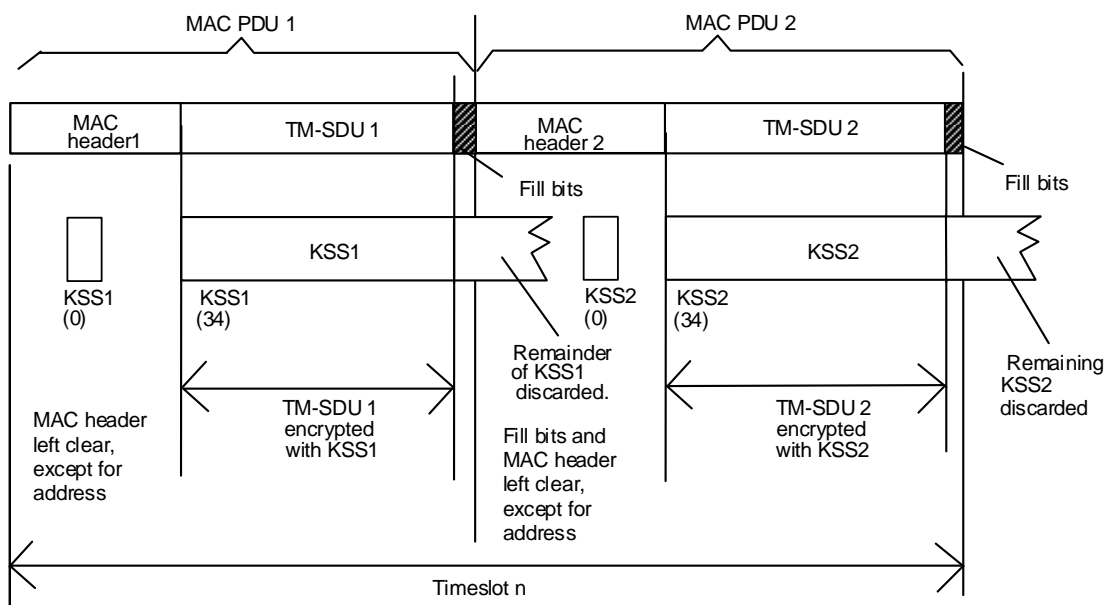 MAC PDU 1
MAC PDU 2
MAC
header1
TM-SDU 1
MAC
header 2
TM-SDU 2
Fill bits
Fill bits
KSS1
KSS2
KSS1
(0)
KSS1
(34)
KSS2
(0)
KSS2
(34)
Remainder
of KSS1
discarded.
Remaining
KSS2
discarded
MAC header
left clear,
except for
address
TM-SDU 1
encrypted
with KSS1
Fill bits and
MAC header
left clear,
except for
address
TM-SDU 2
encrypted
with KSS2
Timeslot n